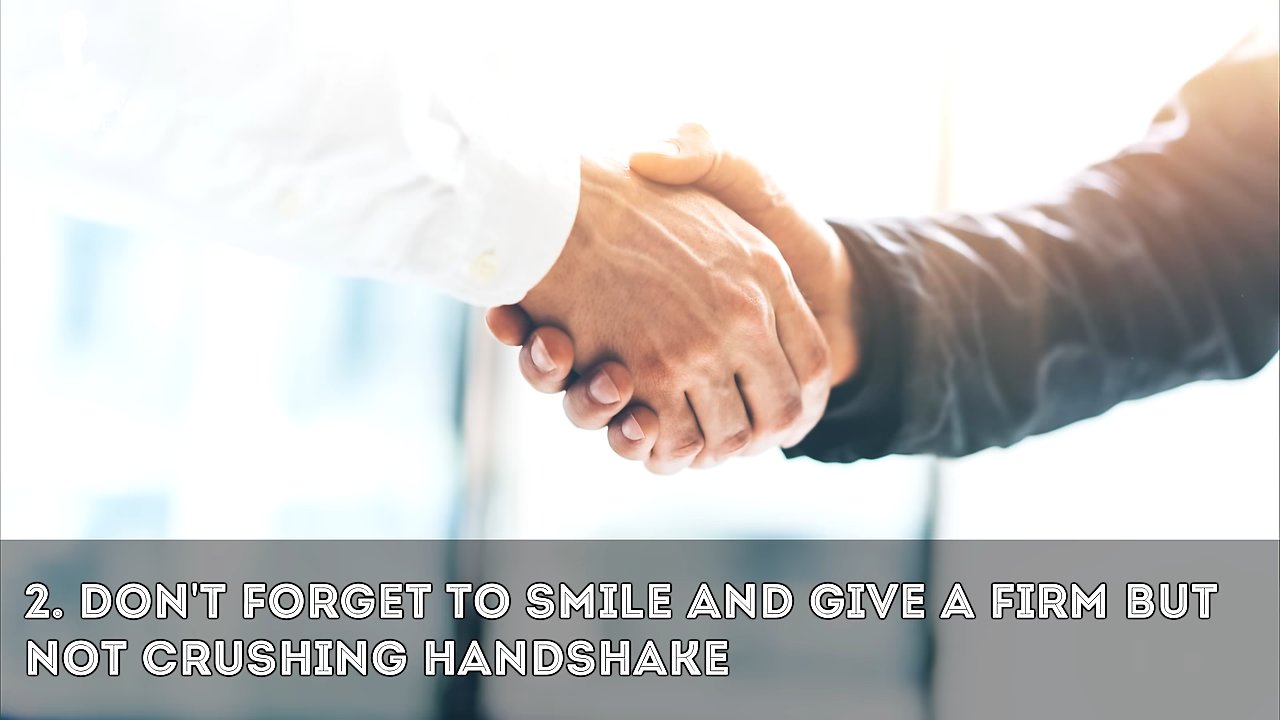 2. DON'T FORGET TO SMILE AND GIVE A FIRM BUT
NOT CRUSHING HANDSHAKE